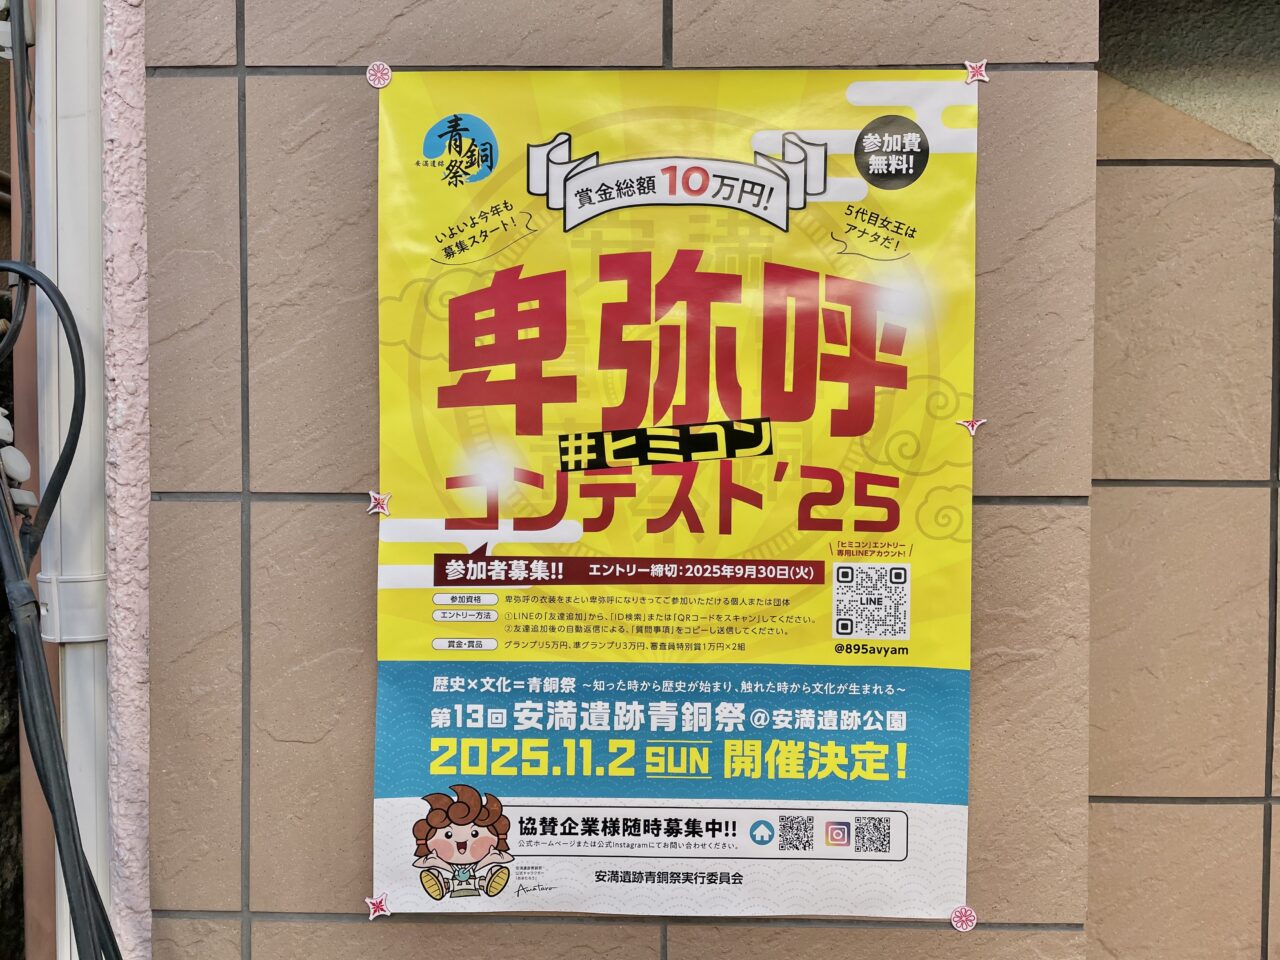 安満遺跡
青銅祭
賞金総額10万円!
参加費
無料!
いよいよ今年も
募集スタート!
5代目女王は
アナタだ!
卑弥呼
#ヒミコン
コンテスト'25
参加者募集!! エントリー締切:2025年9月30日(火)
「ヒミコン」エントリー
専用LINEアカウント!
LINE
@895avyam
参加資格 卑弥呼の衣装をまとい卑弥呼になりきってご参加いただける個人または団体
エントリー方法 ①LINEの「友達追加」から、「ID検索」または「QRコードをスキャン」してください。
②友達追加後の自動返信による、「質問事項」をコピーし送信してください。
賞金・賞品 グランプリ5万円、準グランプリ3万円、審査員特別賞1万円×2組
歴史×文化=青銅祭 ~知った時から歴史が始まり、触れた時から文化が生まれる~
第13回 安満遺跡青銅祭@安満遺跡公園
2025.11.2 SUN 開催決定!
協賛企業様随時募集中!!
公式ホームページまたは公式Instagramにてお問い合わせください。
安満遺跡青銅祭
公式キャラクター
Amataro
安満遺跡青銅祭実行委員会